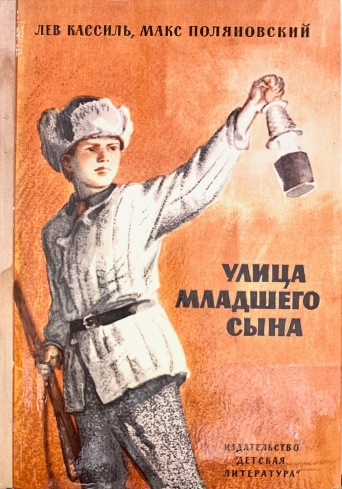 ЛЕВ КАССИЛЬ, МАКС ПОЛЯНОВСКИЙ
УЛИЦА
МЛАДШЕГО
СЫНА
ИЗДАТЕЛЬСТВО
"ДЕТСКАЯ
ЛИТЕРАТУРА"